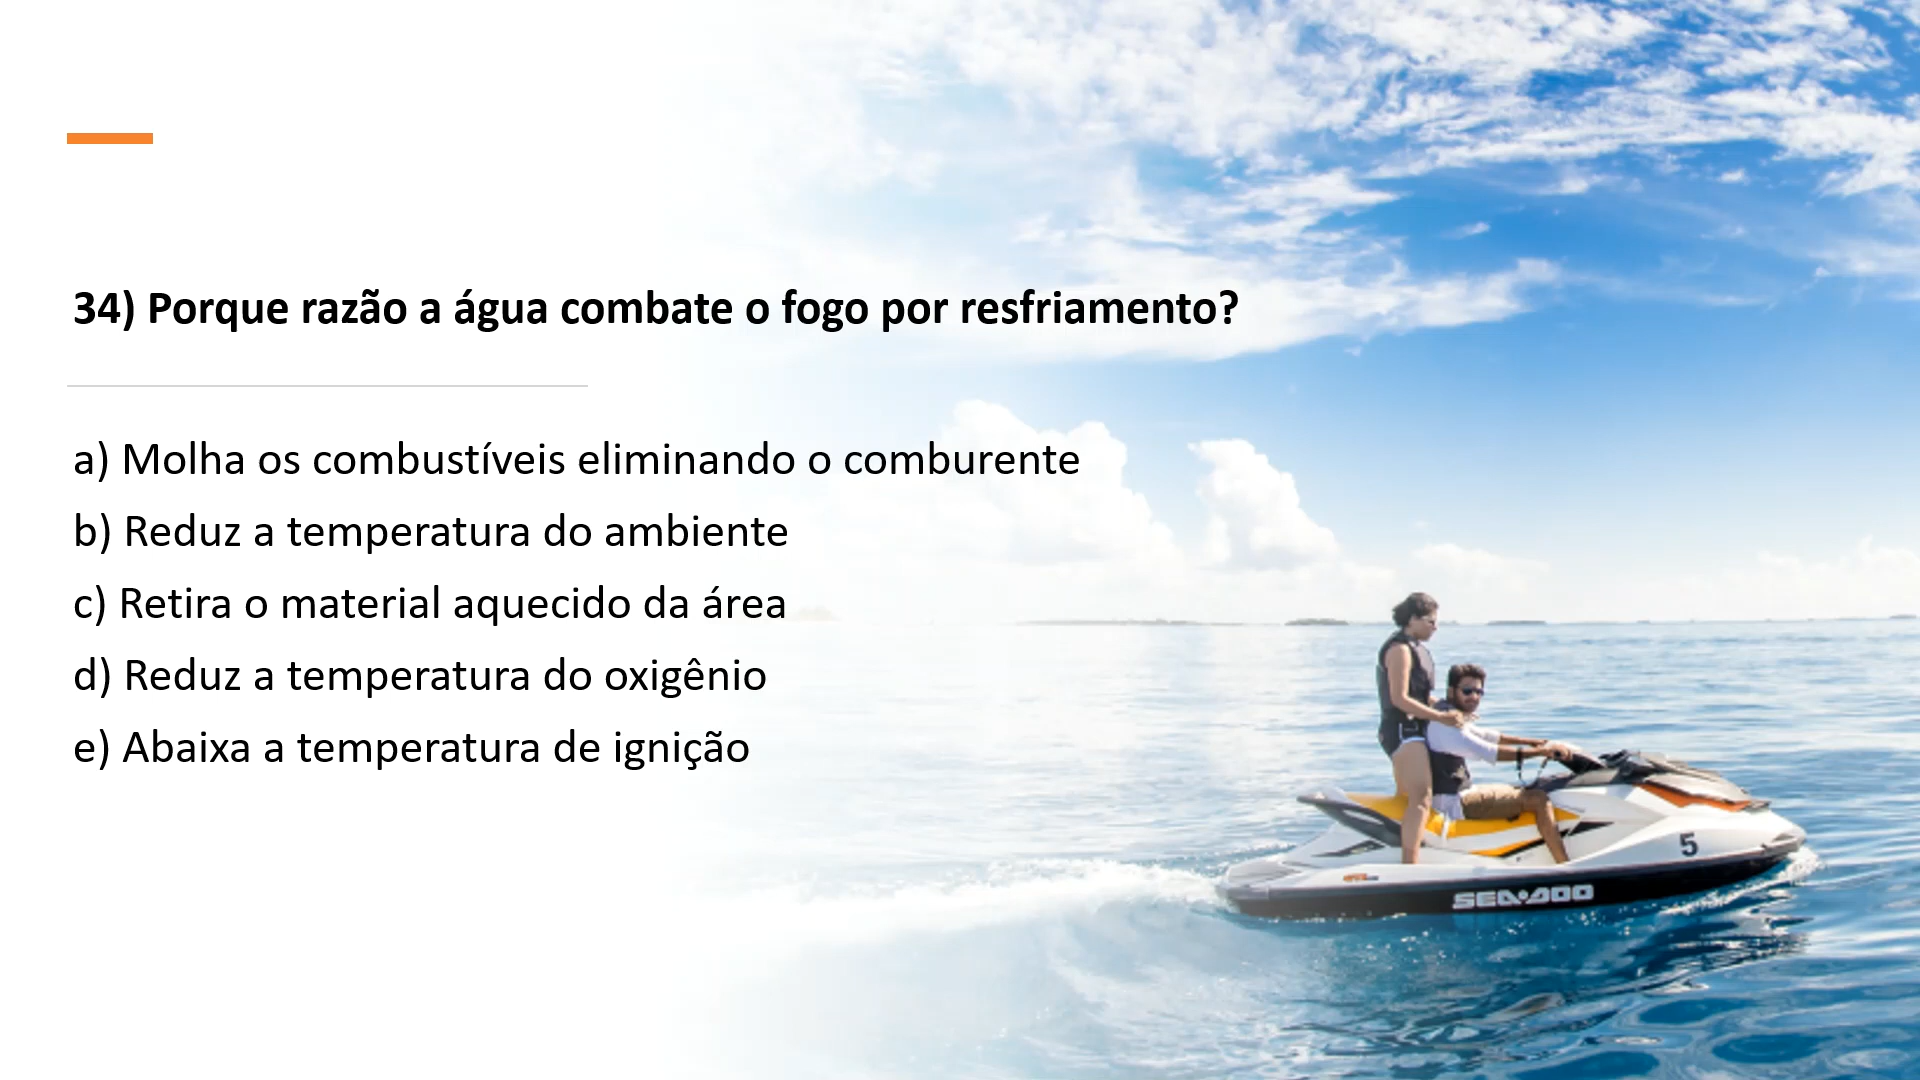 34) Porque razão a água combate o fogo por resfriamento?
a) Molha os combustíveis eliminando o comburente
b) Reduz a temperatura do ambiente
c) Retira o material aquecido da área
d) Reduz a temperatura do oxigênio
e) Abaixa a temperatura de ignição
5
SEA-DOO